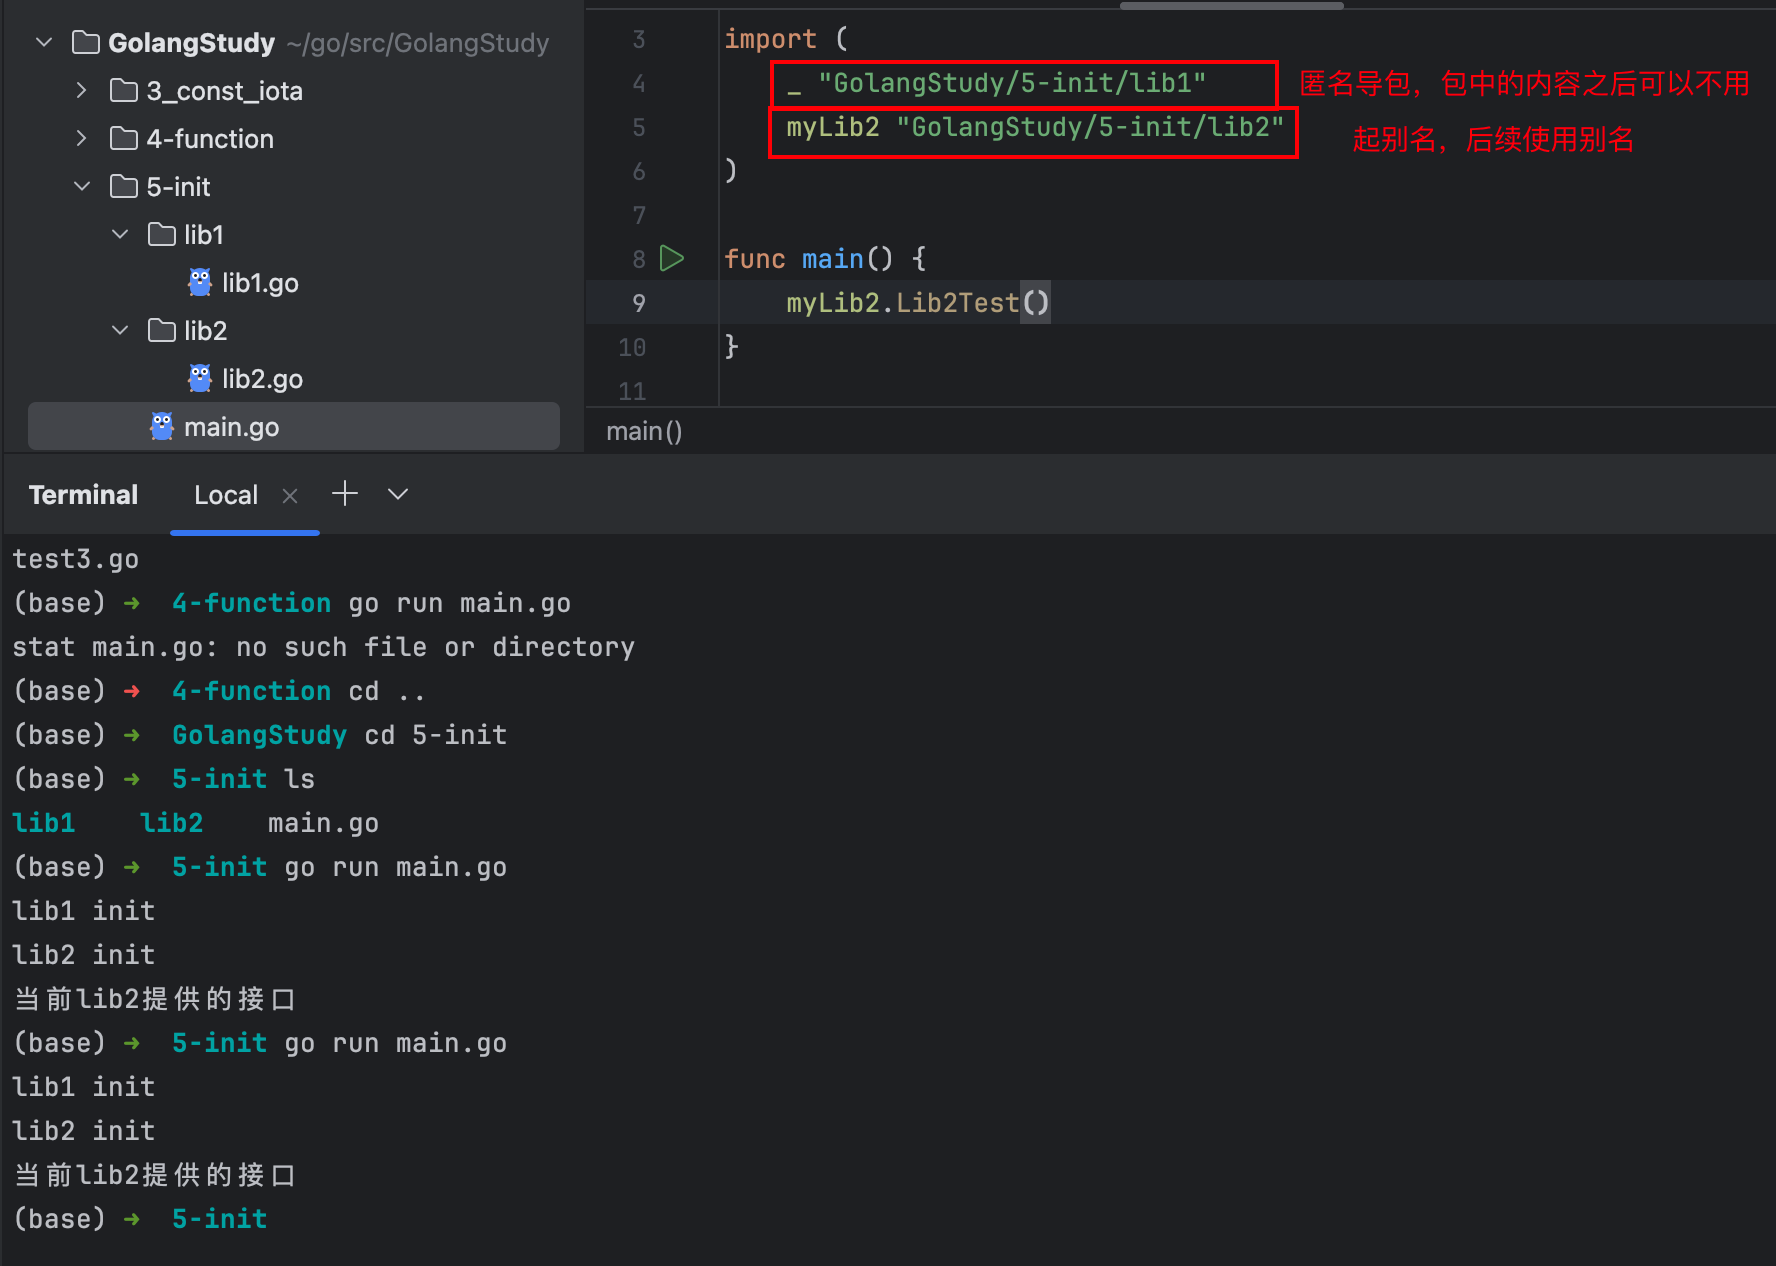 GolangStudy ~/go/src/GolangStudy
3_const_iota
4-function
5-init
lib1
lib1.go
lib2
lib2.go
main.go
3 import (
4 _ "GolangStudy/5-init/lib1" 匿名导包，包中的内容之后可以不用
5 myLib2 "GolangStudy/5-init/lib2" 起别名，后续使用别名
6 )
7
8 func main() {
9 myLib2.Lib2Test()
10 }
11
main()
Terminal Local
test3.go
(base) ➜ 4-function go run main.go
stat main.go: no such file or directory
(base) ➜ 4-function cd ..
(base) ➜ GolangStudy cd 5-init
(base) ➜ 5-init ls
lib1 lib2 main.go
(base) ➜ 5-init go run main.go
lib1 init
lib2 init
当前lib2提供的接口
(base) ➜ 5-init go run main.go
lib1 init
lib2 init
当前lib2提供的接口
(base) ➜ 5-init